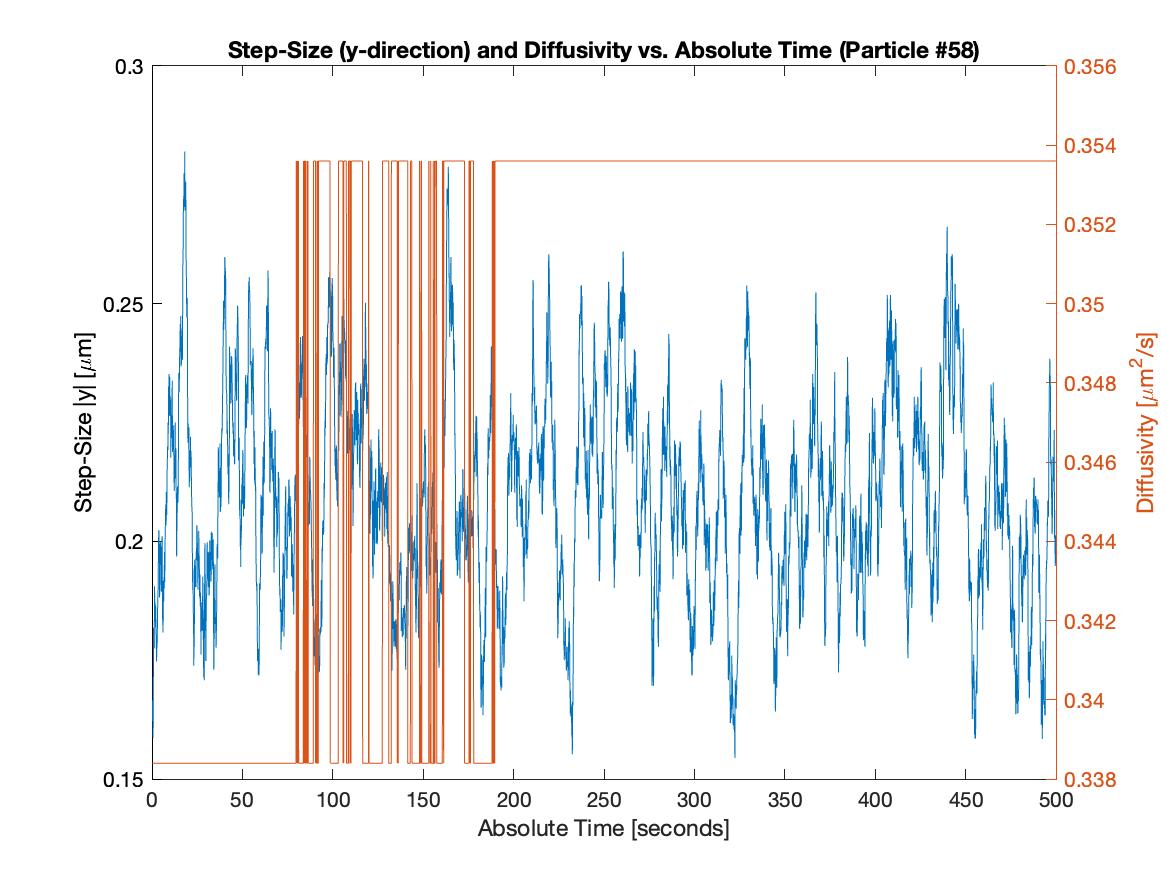 Step-Size (y-direction) and Diffusivity vs. Absolute Time (Particle #58)
0.3
0.25
0.2
0.15
Step-Size |y| [μm]
0.356
0.354
0.352
0.35
0.348
0.346
0.344
0.342
0.34
0.338
Diffusivity [μm²/s]
0 50 100 150 200 250 300 350 400 450 500
Absolute Time [seconds]